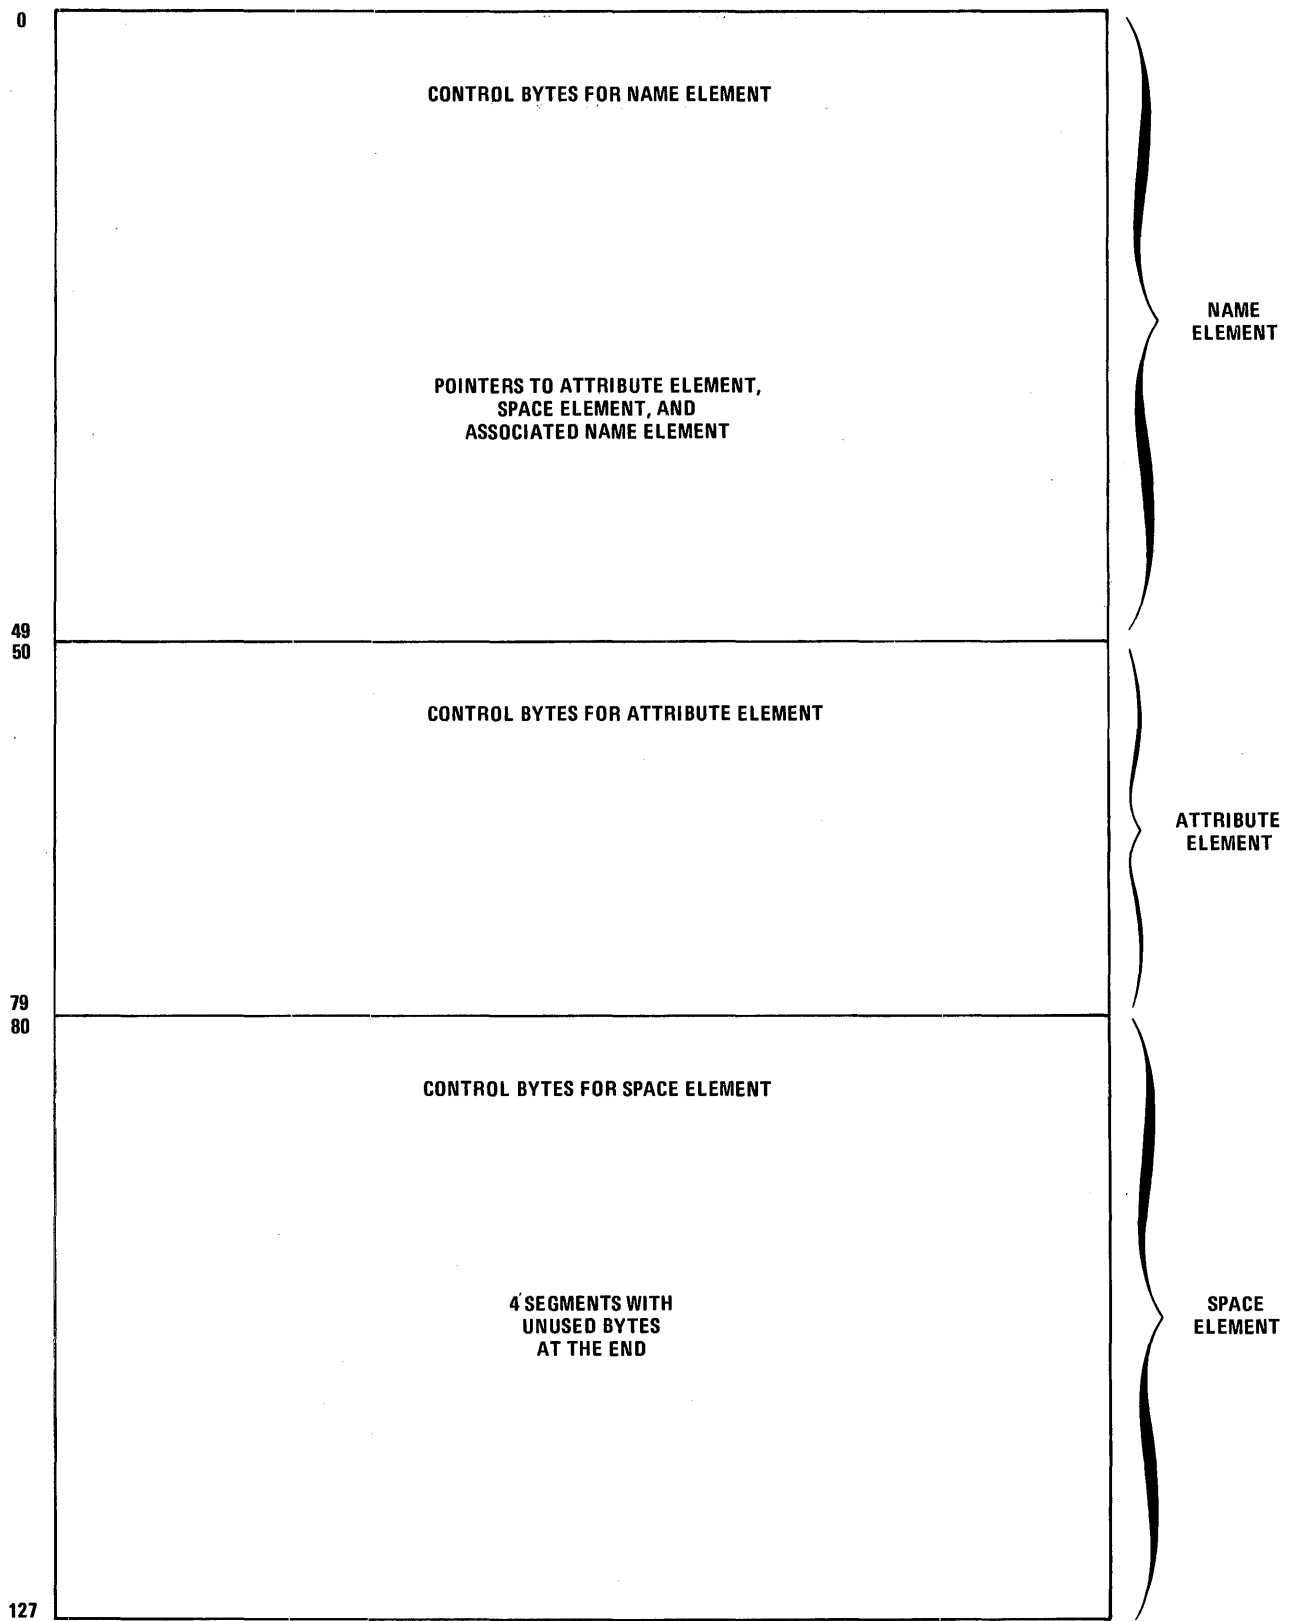 0
CONTROL BYTES FOR NAME ELEMENT
NAME
ELEMENT
POINTERS TO ATTRIBUTE ELEMENT,
SPACE ELEMENT, AND
ASSOCIATED NAME ELEMENT
49
50
CONTROL BYTES FOR ATTRIBUTE ELEMENT
ATTRIBUTE
ELEMENT
79
80
CONTROL BYTES FOR SPACE ELEMENT
4 SEGMENTS WITH
UNUSED BYTES
AT THE END
SPACE
ELEMENT
127